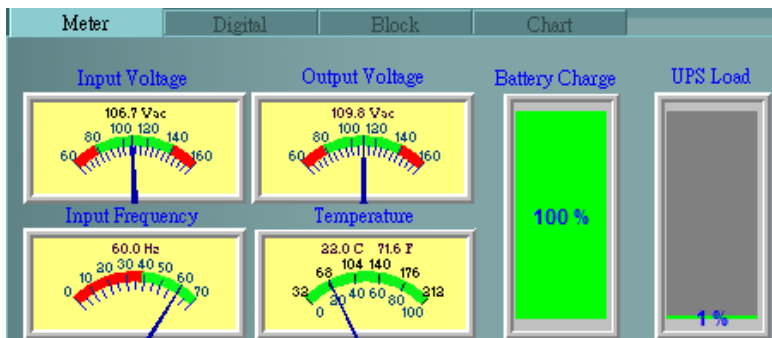 Meter Digital Block Chart
Input Voltage Output Voltage Battery Charge UPS Load
106.7 Vac
60 80 100 120 140 160
109.8 Vac
60 80 100 120 140 160
100 %
Input Frequency Temperature
60.0 Hz
0 10 20 30 40 50 60 70
22.0 C 71.6 F
32 68 104 140 176 212
0 20 40 60 80 100
1 %